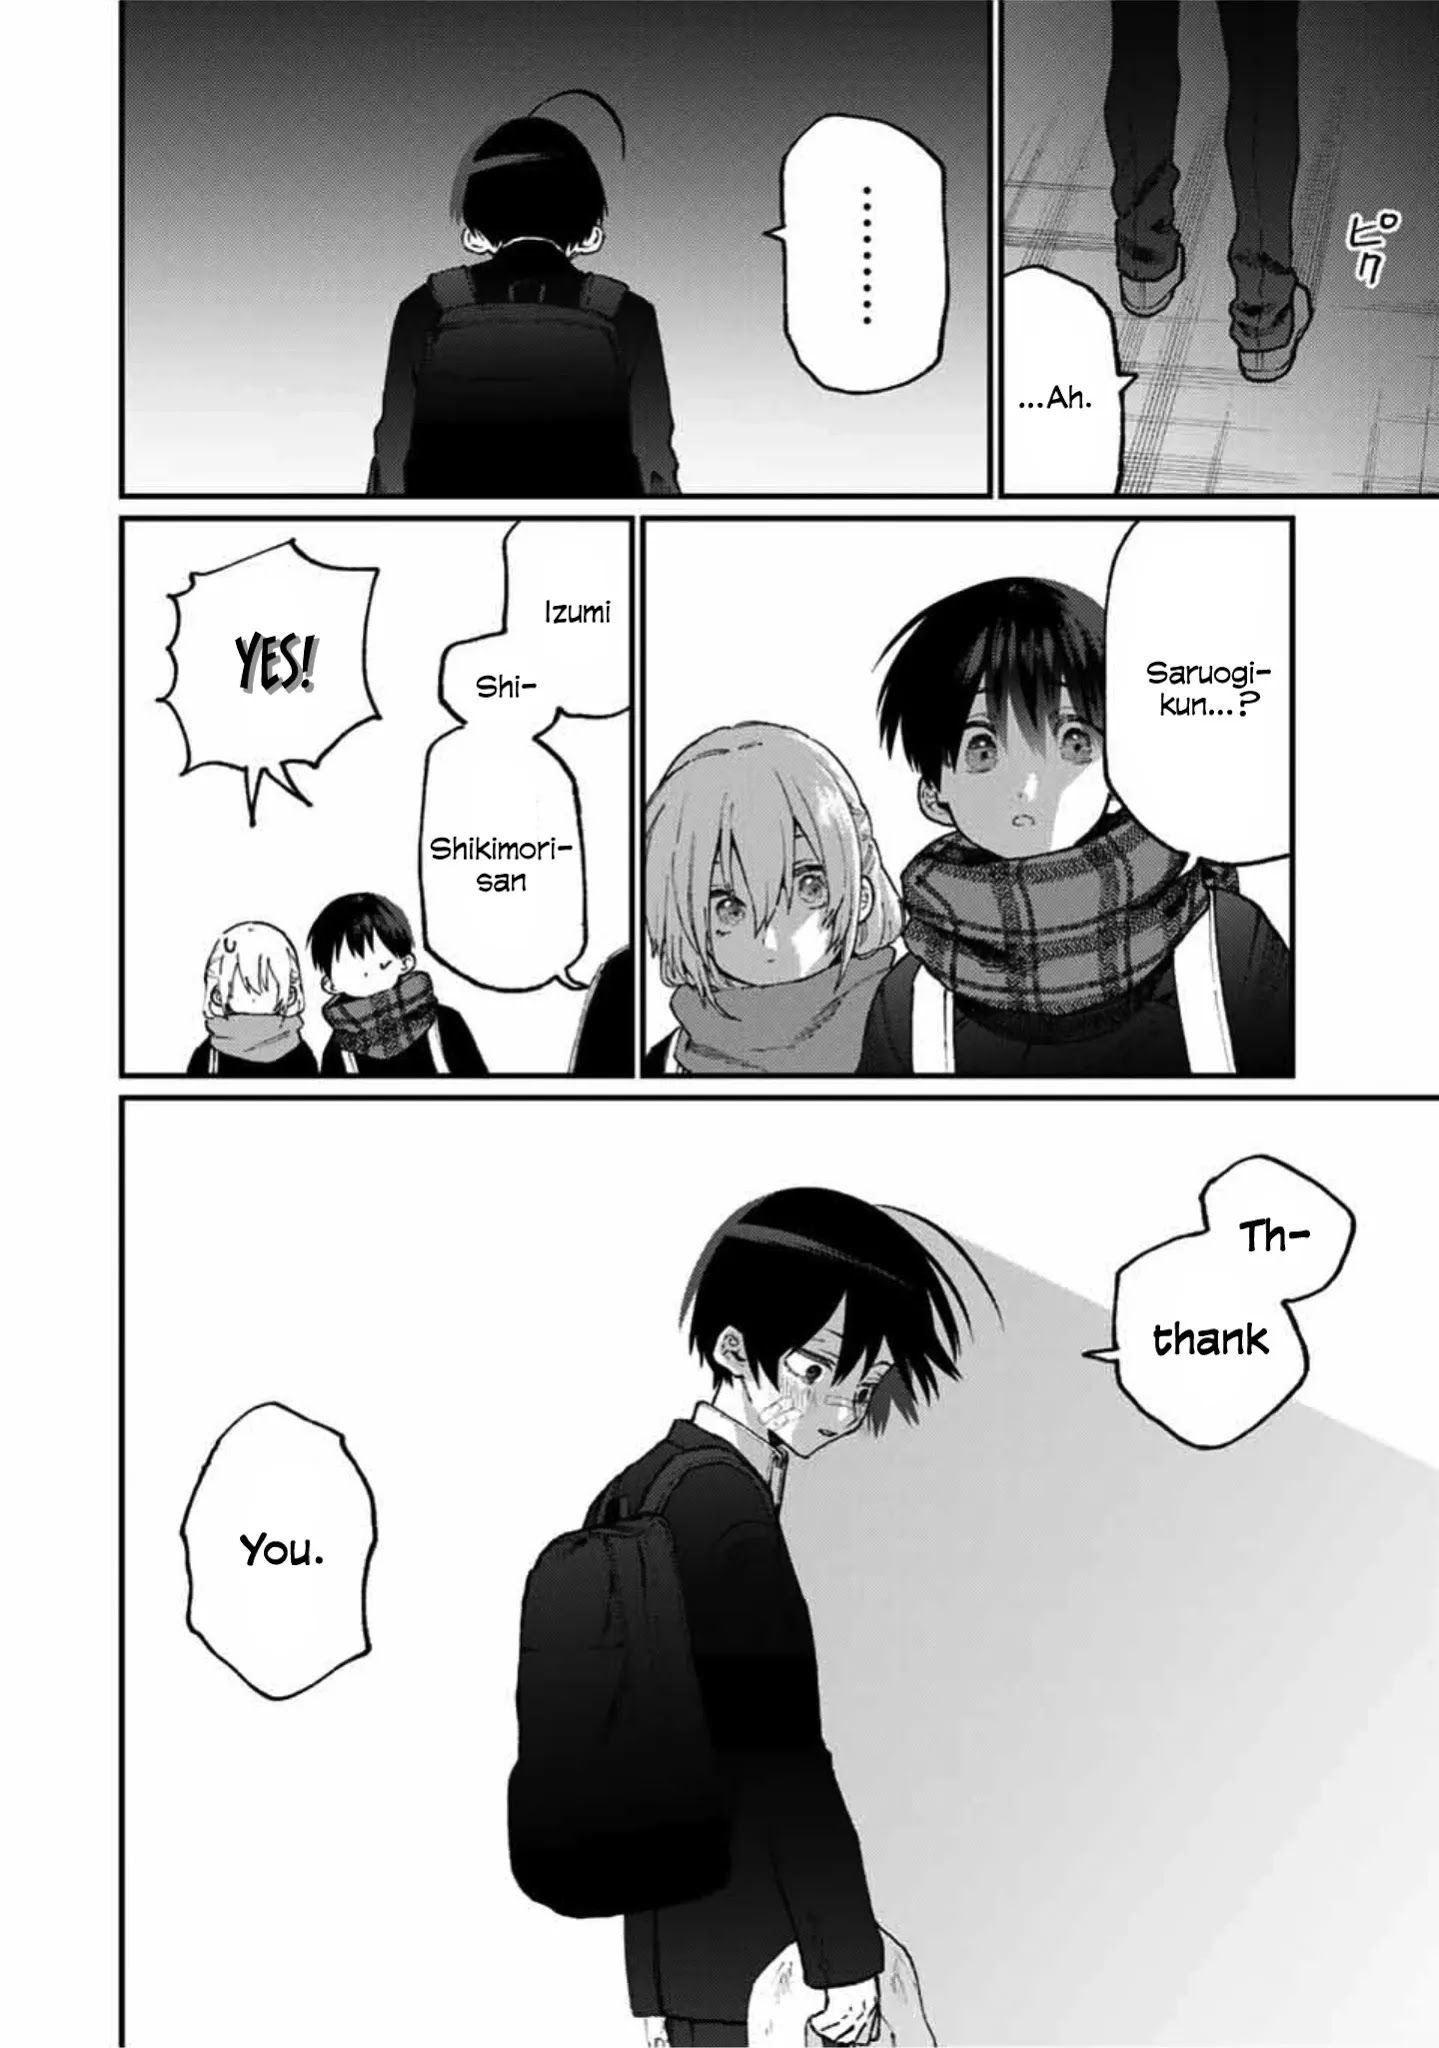 ピク
...Ah.
.........
Saruogi-
kun...?
Izumi
Shi-
Shikimori-
san
YES!
Th-
thank
You.